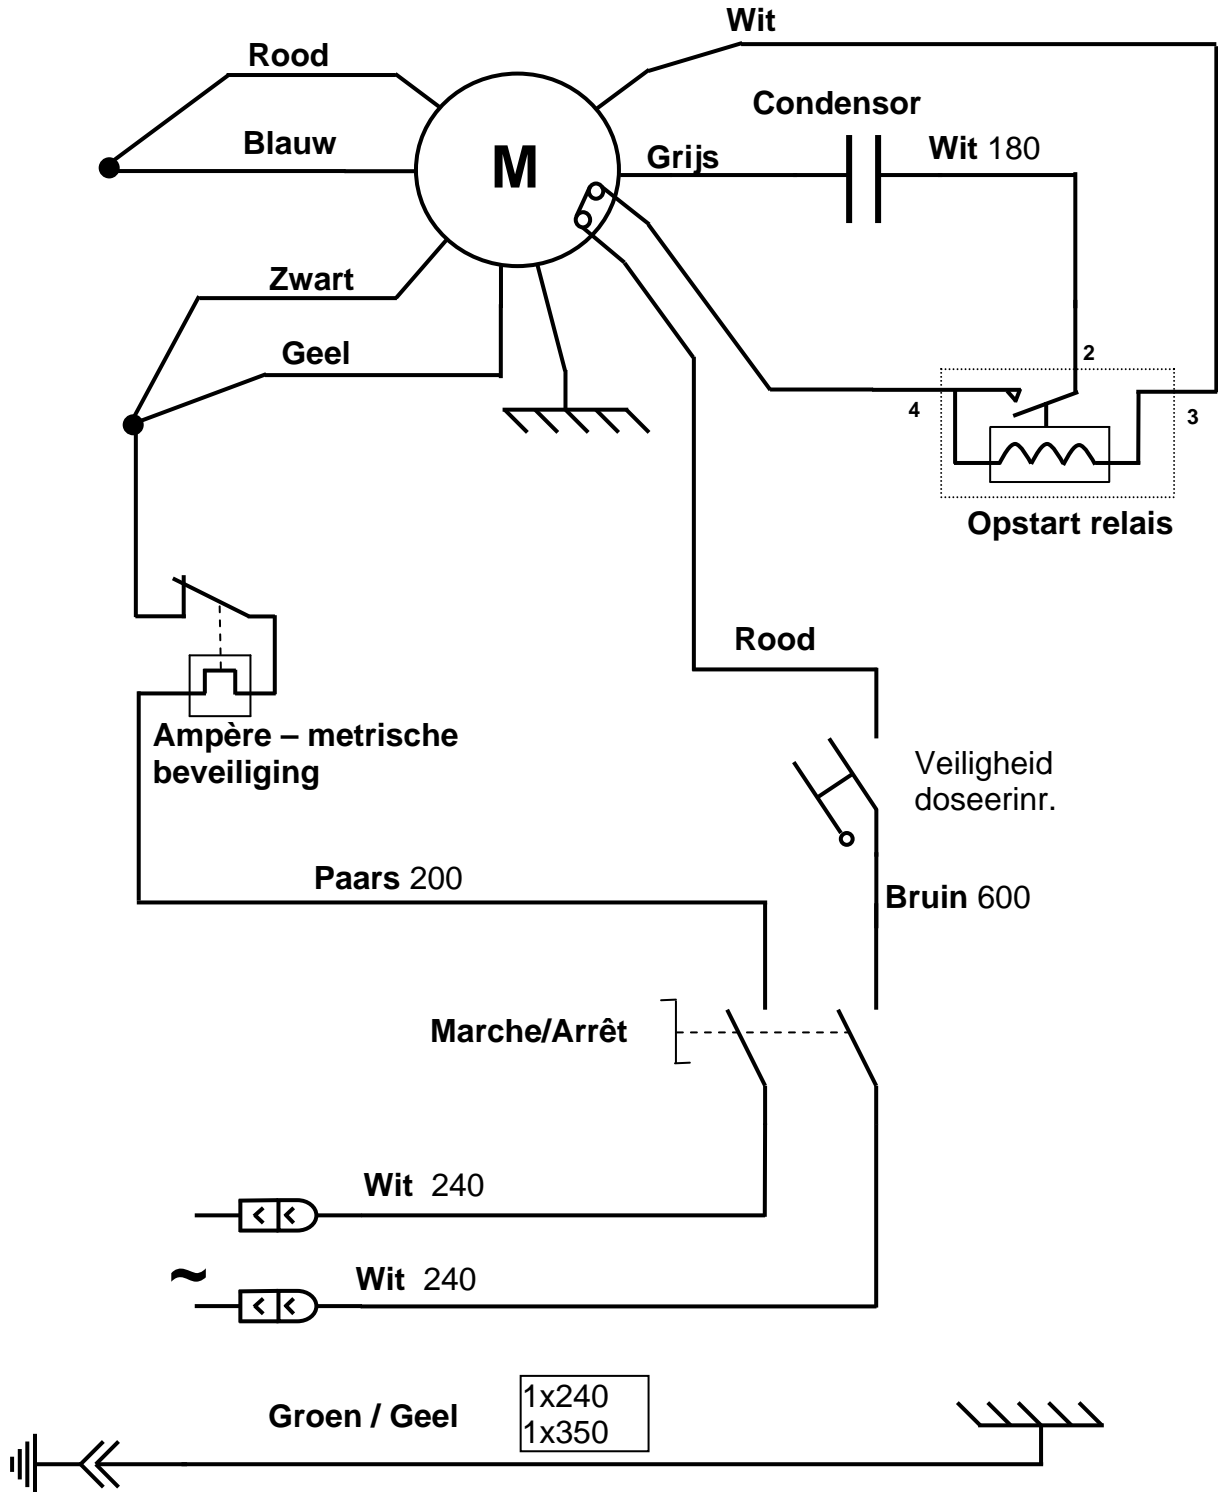 Wit
Rood
Condensor
Blauw
M
Grijs
Wit 180
Zwart
Geel
2
4
3
Opstart relais
Rood
Ampère – metrische
beveiliging
Veiligheid
doseerinr.
Paars 200
Bruin 600
Marche/Arrêt
Wit 240
~
Wit 240
Groen / Geel
1x240
1x350